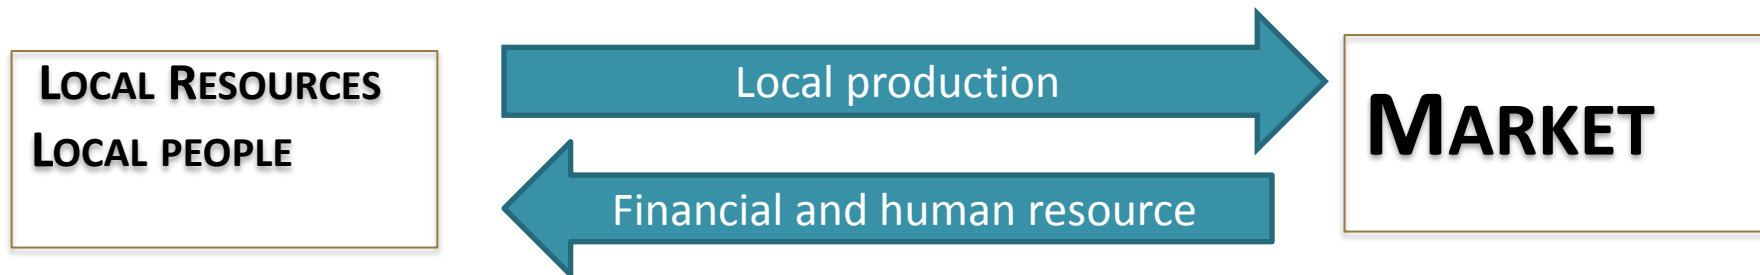 LOCAL RESOURCES
LOCAL PEOPLE
Local production
Financial and human resource
MARKET